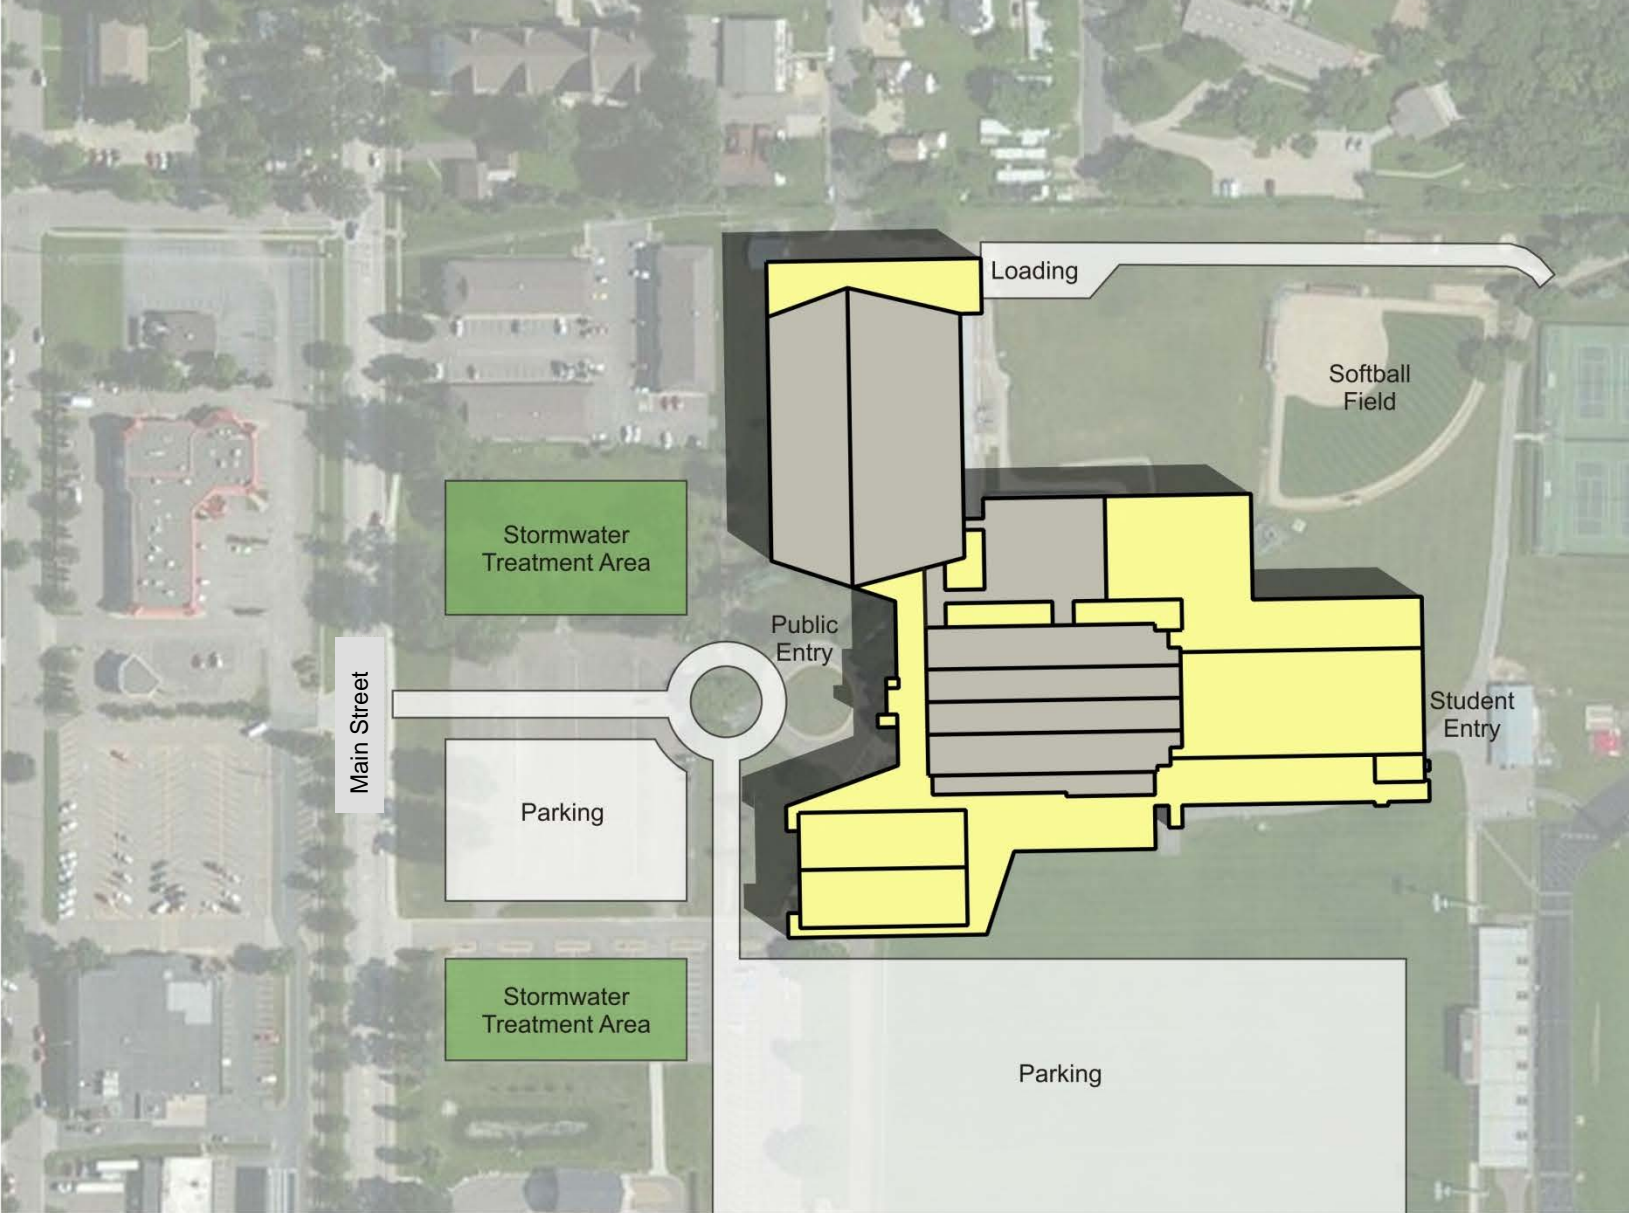 Loading
Softball
Field
Stormwater
Treatment Area
Public
Entry
Main Street
Student
Entry
Parking
Stormwater
Treatment Area
Parking